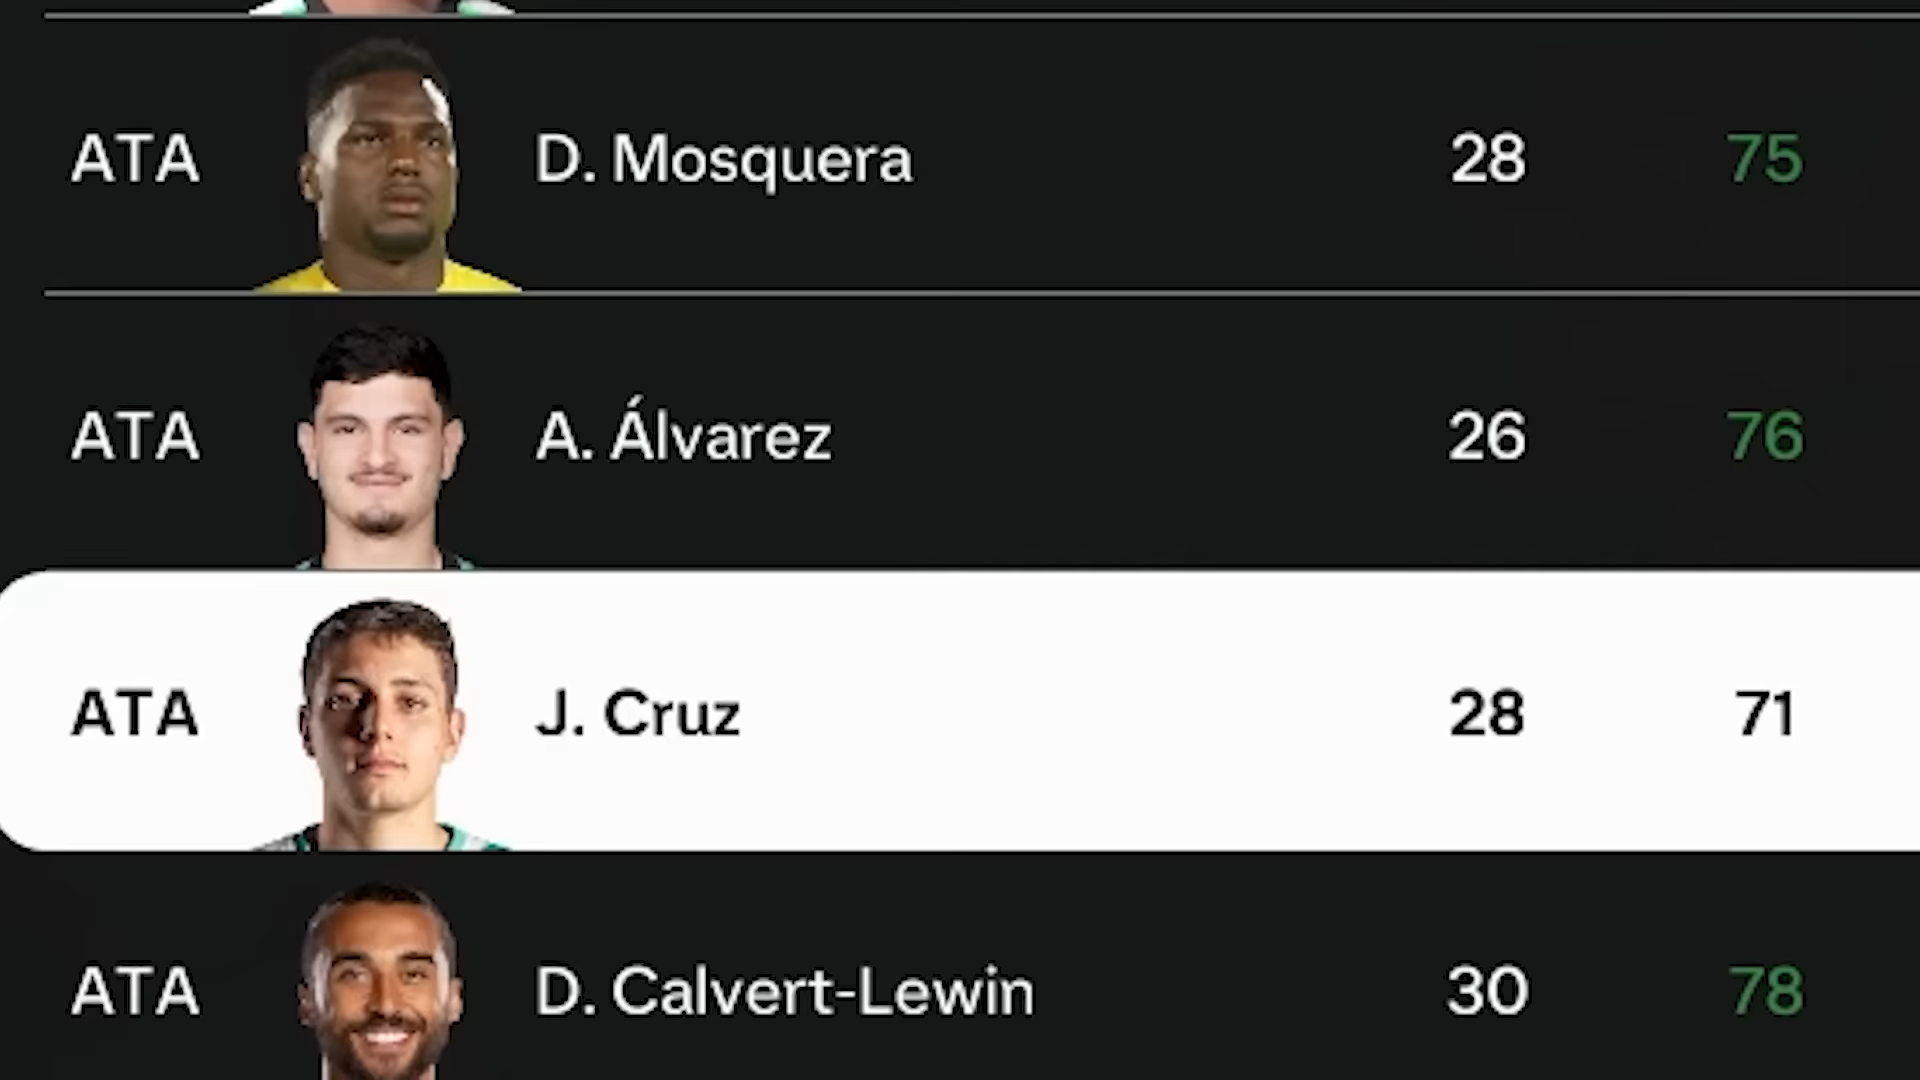 ATA D. Mosquera 28 75
ATA A. Álvarez 26 76
ATA J. Cruz 28 71
ATA D. Calvert-Lewin 30 78